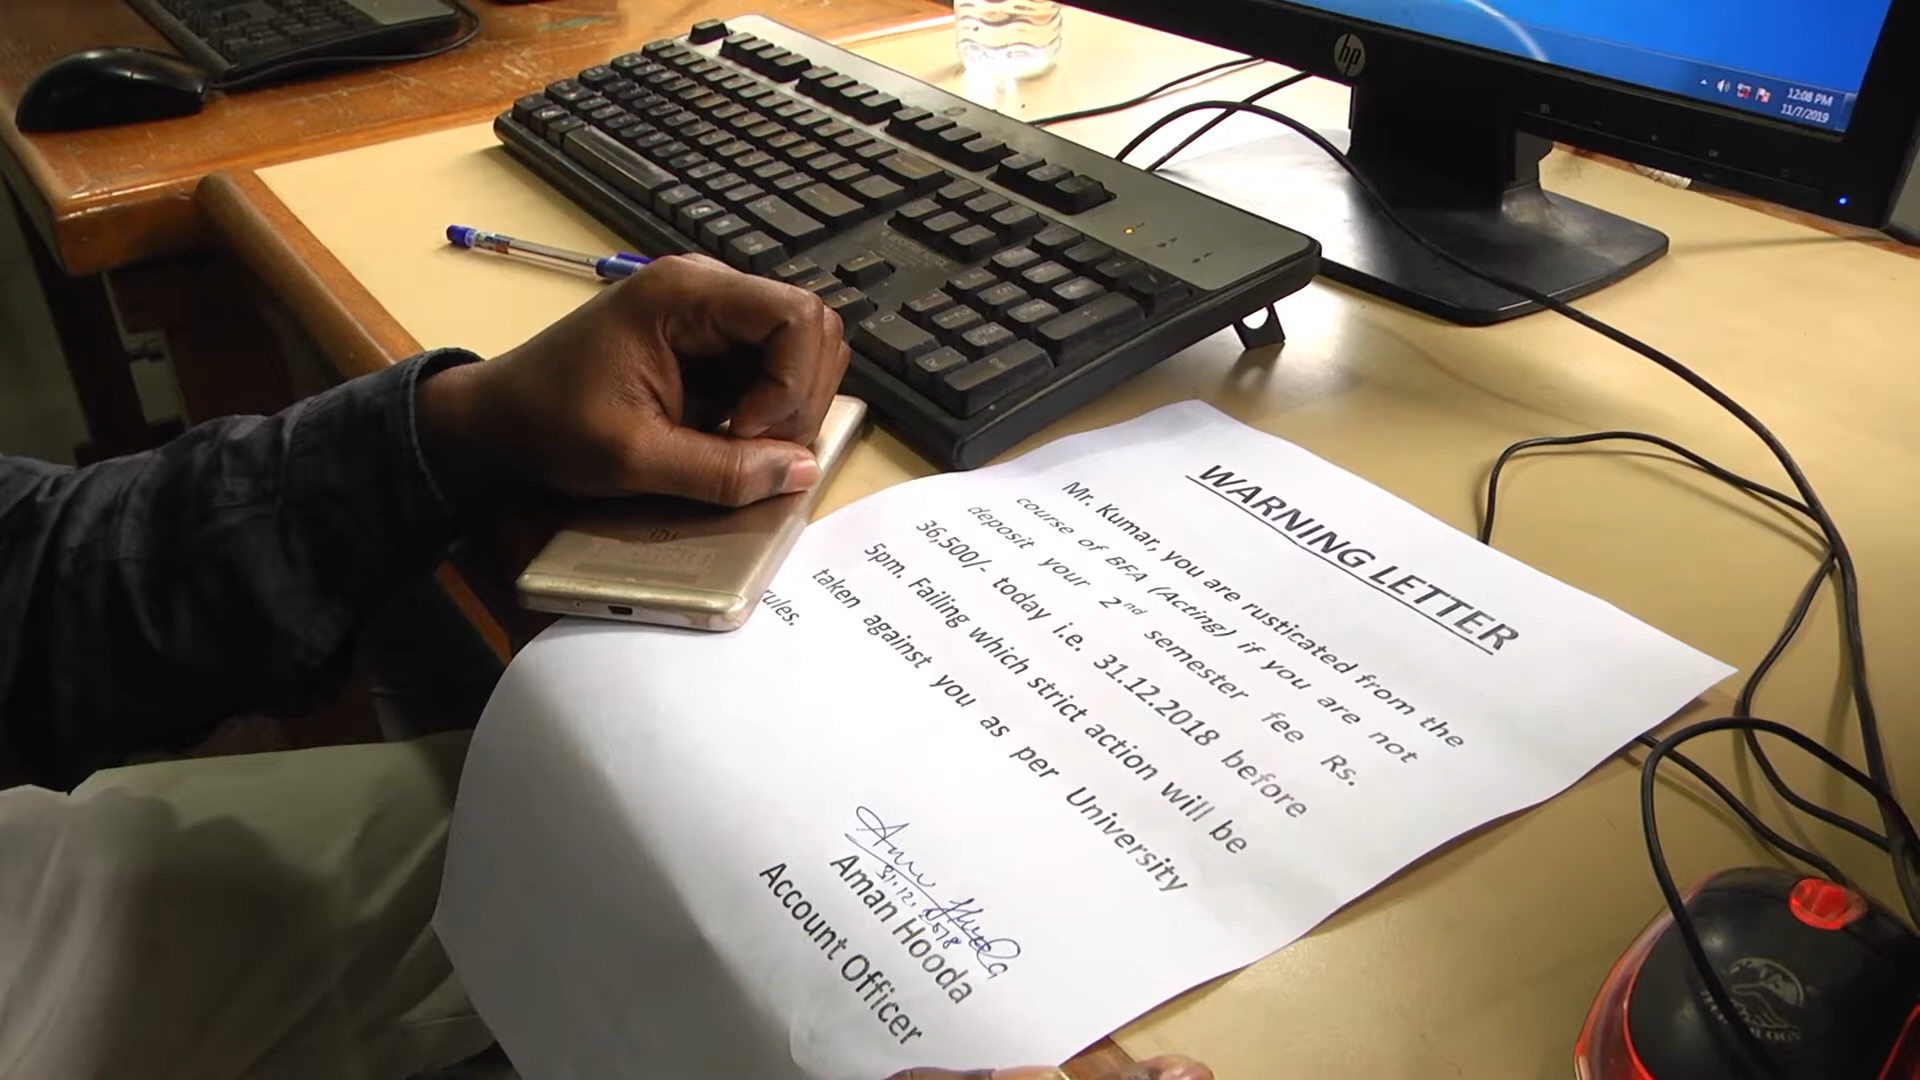 WARNING LETTER
Mr. Kumar, you are rusticated from the
course of BFA (Acting) if you are not
deposit your 2nd semester fee Rs.
36,500/- today i.e. 31.12.2018 before
5pm. Failing which strict action will be
taken against you as per University
rules.
31.12.2018
Aman Hooda
Account Officer
hp
12:08 PM
11/7/2019
mi